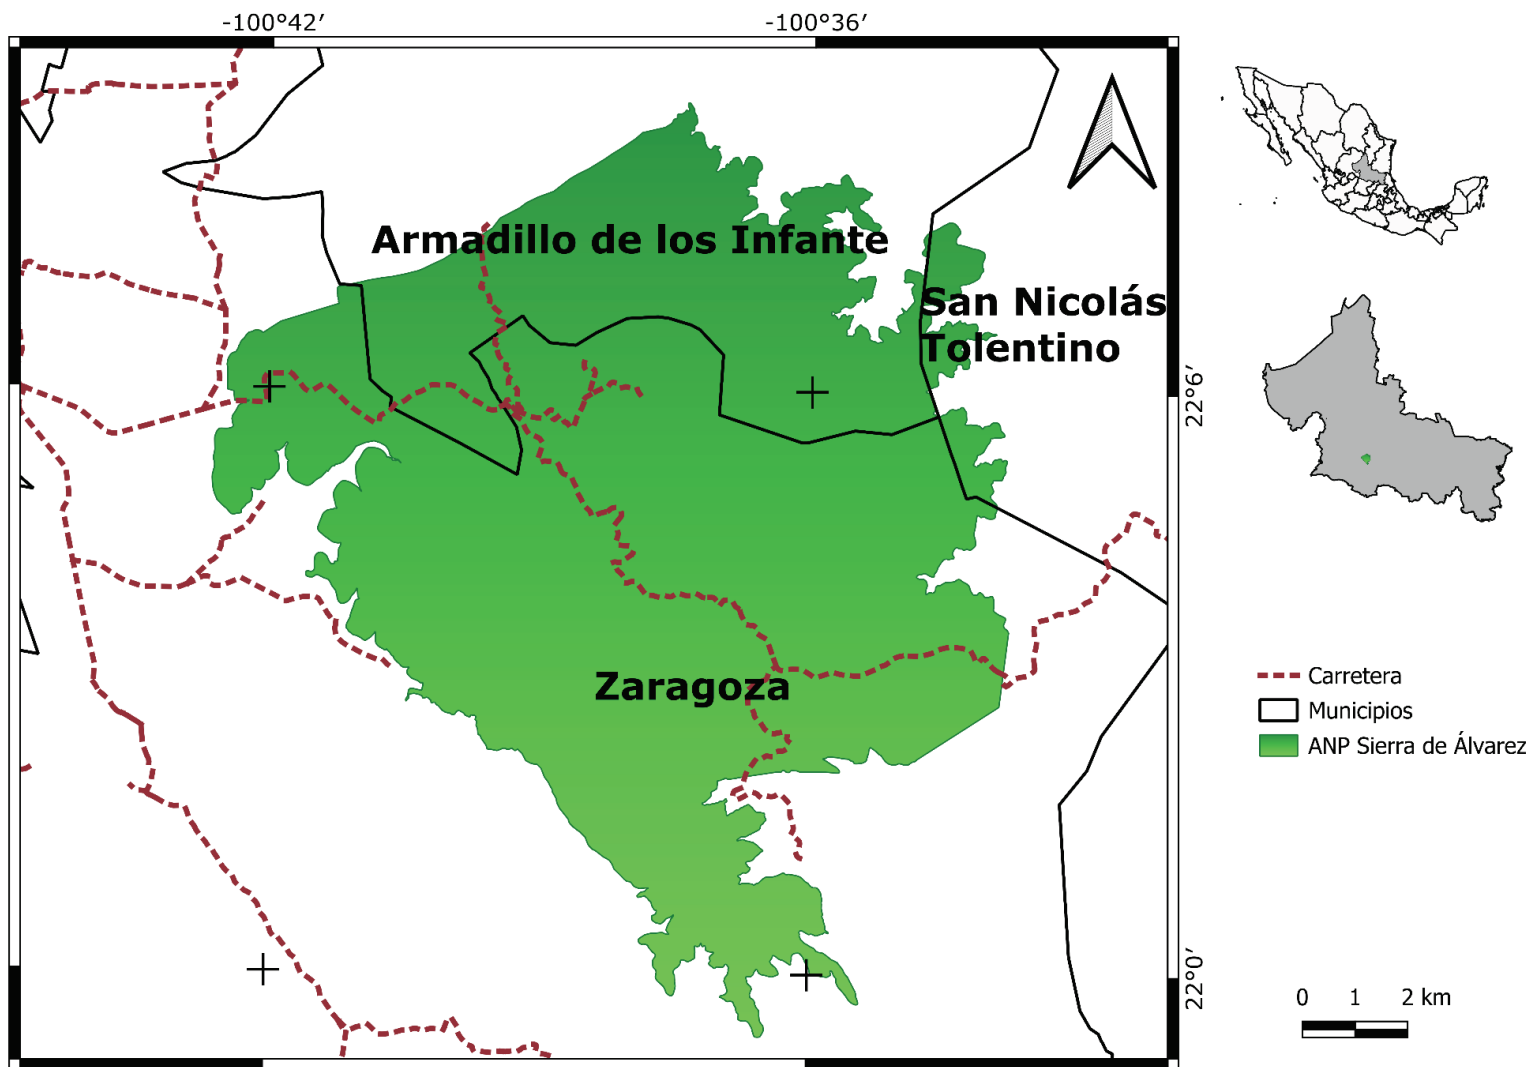 -100°42′
-100°36′
Armadillo de los Infante
San Nicolás
Tolentino
22°6′
Zaragoza
22°0′
Carretera
Municipios
ANP Sierra de Álvarez
0 1 2 km